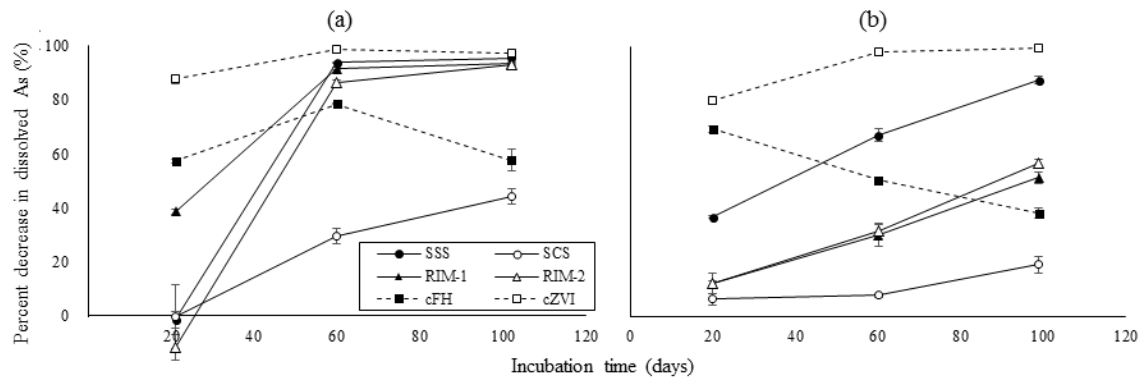 (a) (b)
Percent decrease in dissolved As (%)
100
80
60
40
20
0
SSS SCS
RIM-1 RIM-2
cFH cZVI
20 40 60 80 100 120 0 20 40 60 80 100 120
Incubation time (days)